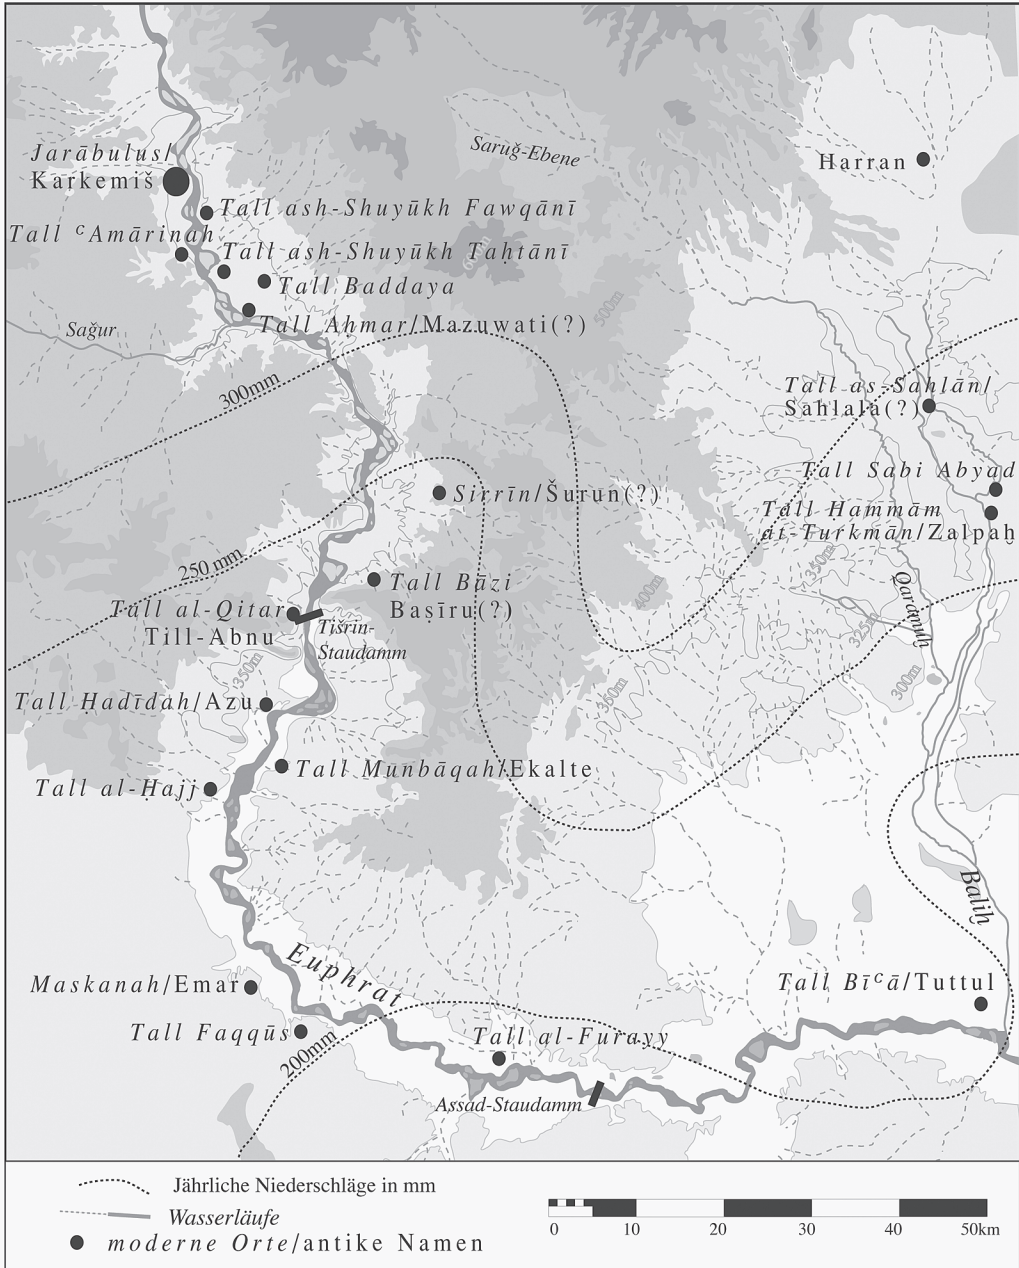 Saruğ-Ebene
Jarābulus/
Karkemiš
Harran
Tall ash-Shuyūkh Fawqānī
Tall ᶜAmārinah
Tall ash-Shuyūkh Taḥtānī
600m
Tall Baddaya
500m
Sağur
Tall Aḥmar/Mazuwati(?)
300mm
Tall as-Sahlān/
Sahlala(?)
Tall Sabi Abyad
Sirrīn/Šurun(?)
Tall Hammām
at-Turkmān/Zalpaḫ
250 mm
350m
400m
Tall Bāzi
Baṣīru(?)
Qaramuḫ
Tall al-Qitar
Till-Abnu
Tišrin-
Staudamm
325m
350m
300m
350m
Tall Ḥadīdah/Azu
Tall Munbāqah/Ekalte
Tall al-Ḥajj
Baliḫ
Euphrat
Maskanah/Emar
Tall Bīᶜā/Tuttul
Tall Faqqūs
200mm
Tall al-Furayy
Assad-Staudamm
Jährliche Niederschläge in mm
Wasserläufe
moderne Orte/antike Namen
0 10 20 30 40 50km